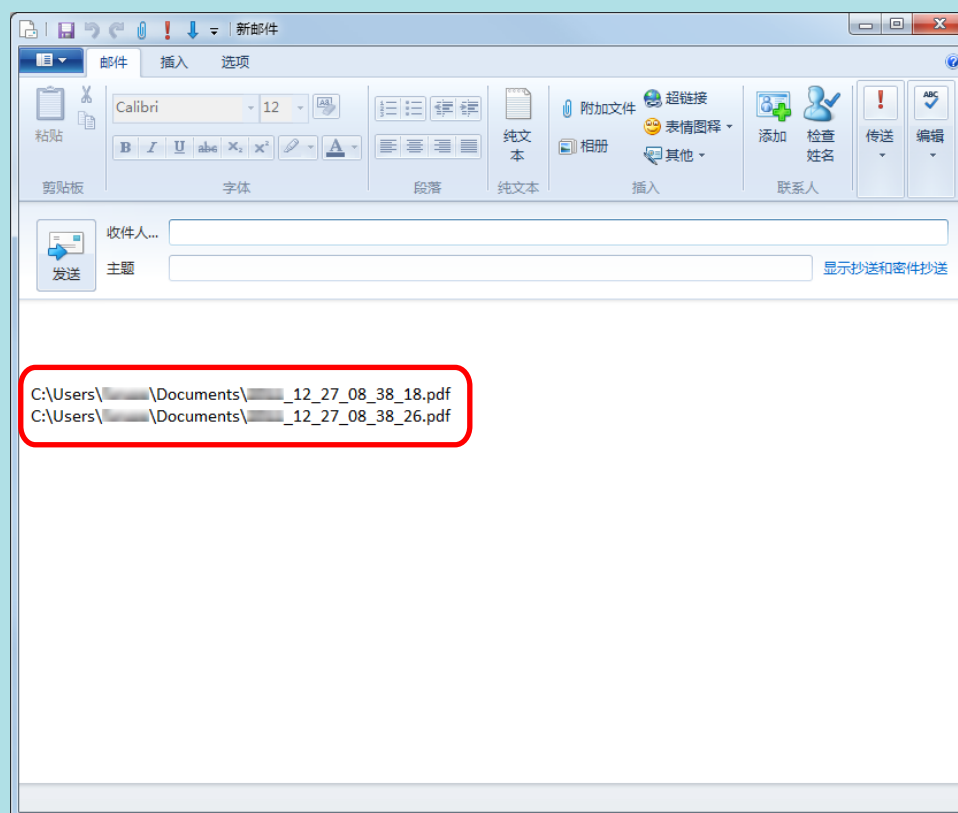 新邮件
邮件 插入 选项
粘贴
剪贴板
Calibri 12
B I U abc X₂ X² A
字体
段落
纯文本
纯文本
附加文件
相册
超链接
表情图释
其他
插入
添加
检查姓名
联系人
传送
ABC
编辑
发送
收件人...
主题
显示抄送和密件抄送
C:\Users\ \Documents\ _12_27_08_38_18.pdf
C:\Users\ \Documents\ _12_27_08_38_26.pdf